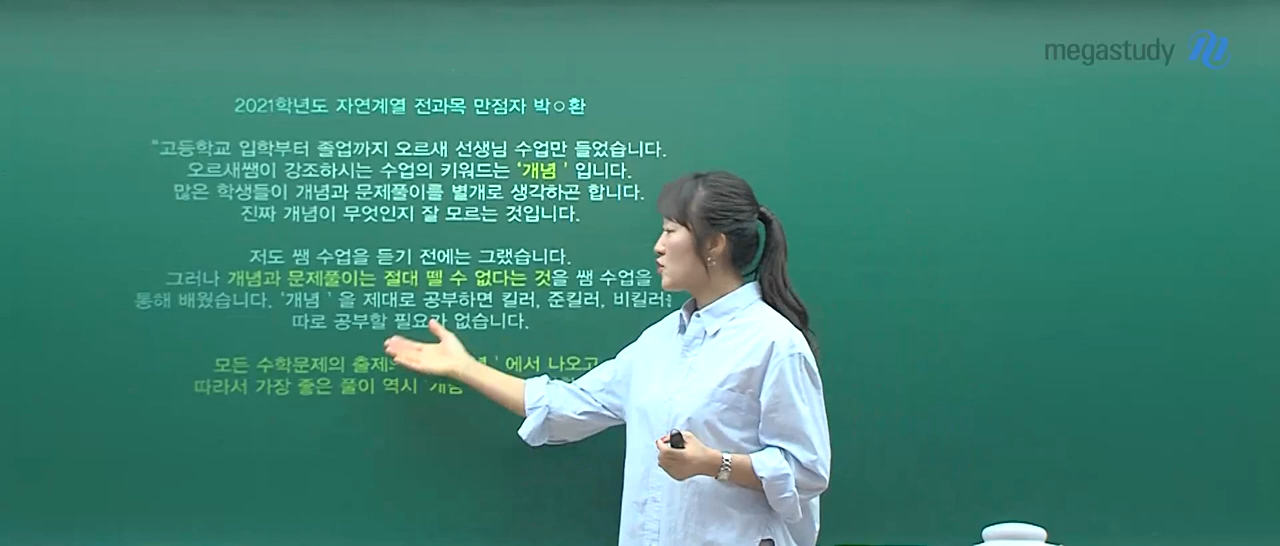 megastudy
2021학년도 자연계열 전과목 만점자 박○환
"고등학교 입학부터 졸업까지 오르새 선생님 수업만 들었습니다.
오르새쌤이 강조하시는 수업의 키워드는 '개념 ' 입니다.
많은 학생들이 개념과 문제풀이를 별개로 생각하곤 합니다.
진짜 개념이 무엇인지 잘 모르는 것입니다.
저도 쌤 수업을 듣기 전에는 그랬습니다.
그러나 개념과 문제풀이는 절대 뗄 수 없다는 것을 쌤 수업을
통해 배웠습니다. '개념 ' 을 제대로 공부하면 킬러, 준킬러, 비킬러를
따로 공부할 필요가 없습니다.
모든 수학문제의 ' 에서 나오고
따라서 가장 좋은 풀이 역시 '개념